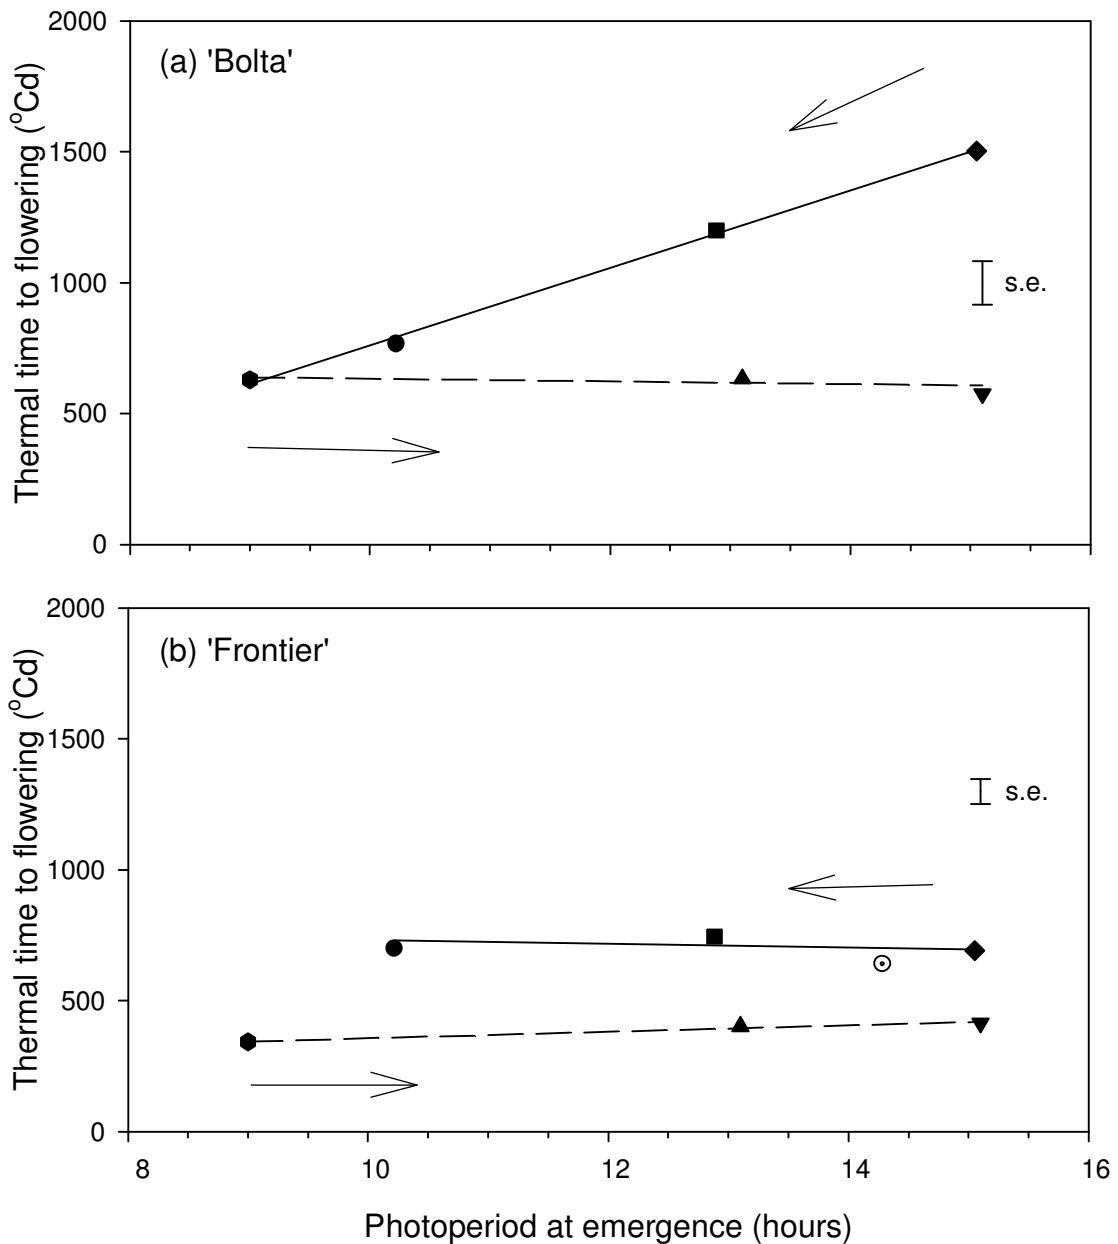 2000
(a) 'Bolta'
1500
1000
s.e.
500
0
Thermal time to flowering (°Cd)
2000
(b) 'Frontier'
1500
s.e.
1000
500
0
Thermal time to flowering (°Cd)
8 10 12 14 16
Photoperiod at emergence (hours)